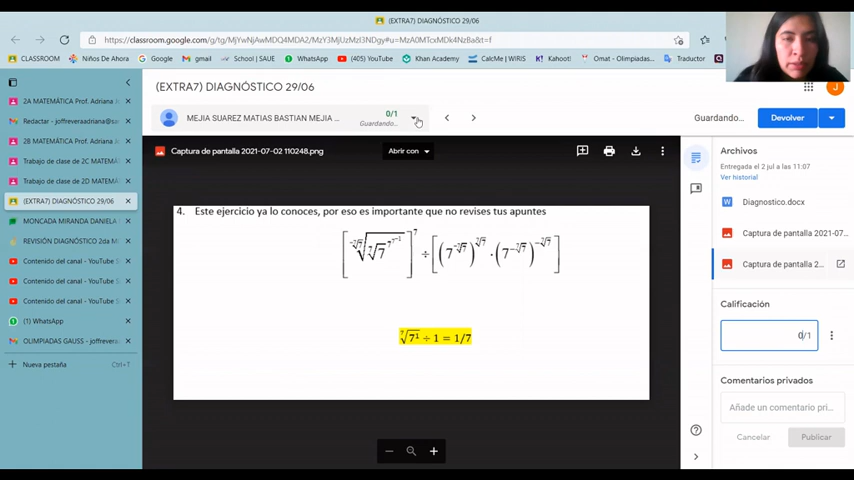 (EXTRA7) DIAGNÓSTICO 29/06
https://classroom.google.com/g/tg/MjYwNjAwMDQ4MDA2/MzY3MjUzMzI3NDgy#u=MzA0MTcxMDk4NzBa&t=f
CLASSROOM
Niños De Ahora
Google
gmail
School | SAUE
WhatsApp
(405) YouTube
Khan Academy
CalcMe | WIRIS
Kahoot!
Omat - Olimpiadas...
Traductor
2A MATEMÁTICA Prof. Adriana Jo
Redactar - joffreveraadriana@sa
2B MATEMÁTICA Prof. Adriana Jo
Trabajo de clase de 2C MATEMÁ
Trabajo de clase de 2D MATEMÁ
(EXTRA7) DIAGNÓSTICO 29/06
MONCADA MIRANDA DANIELA
REVISIÓN DIAGNÓSTICO 2da M
Contenido del canal - YouTube S
Contenido del canal - YouTube S
Contenido del canal - YouTube S
(1) WhatsApp
OLIMPIADAS GAUSS - joffrever
Nueva pestaña
Ctrl+T
(EXTRA7) DIAGNÓSTICO 29/06
J
MEJIA SUAREZ MATIAS BASTIAN MEJIA ...
0/1
Guardando...
Guardando...
Devolver
Captura de pantalla 2021-07-02 110248.png
Abrir con
4. Este ejercicio ya lo conoces, por eso es importante que no revises tus apuntes
⁷√7¹ ÷ 1 = 1/7
Archivos
Entregada el 2 jul a las 11:07
Ver historial
Diagnostico.docx
Captura de pantalla 2021-07...
Captura de pantalla 2...
Calificación
0/1
Comentarios privados
Añade un comentario pri...
Cancelar
Publicar